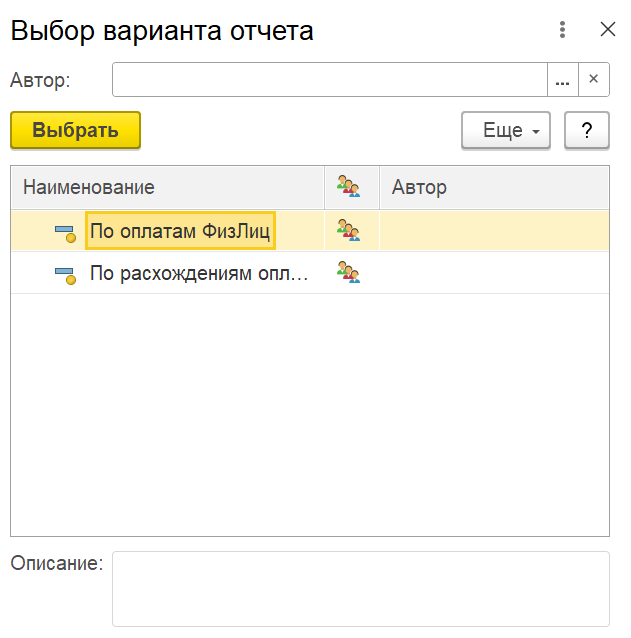 Выбор варианта отчета
Автор:
...
Выбрать
Еще
?
Наименование
Автор
По оплатам ФизЛиц
По расхождениям опл...
Описание: